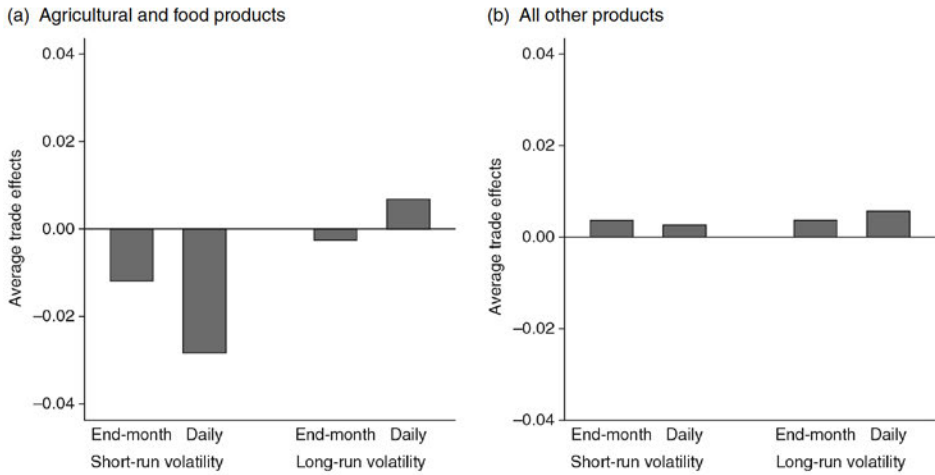 (a) Agricultural and food products
0.04
0.02
0.00
–0.02
–0.04
Average trade effects
End-month Daily End-month Daily
Short-run volatility Long-run volatility
(b) All other products
0.04
0.02
0.00
–0.02
–0.04
Average trade effects
End-month Daily End-month Daily
Short-run volatility Long-run volatility